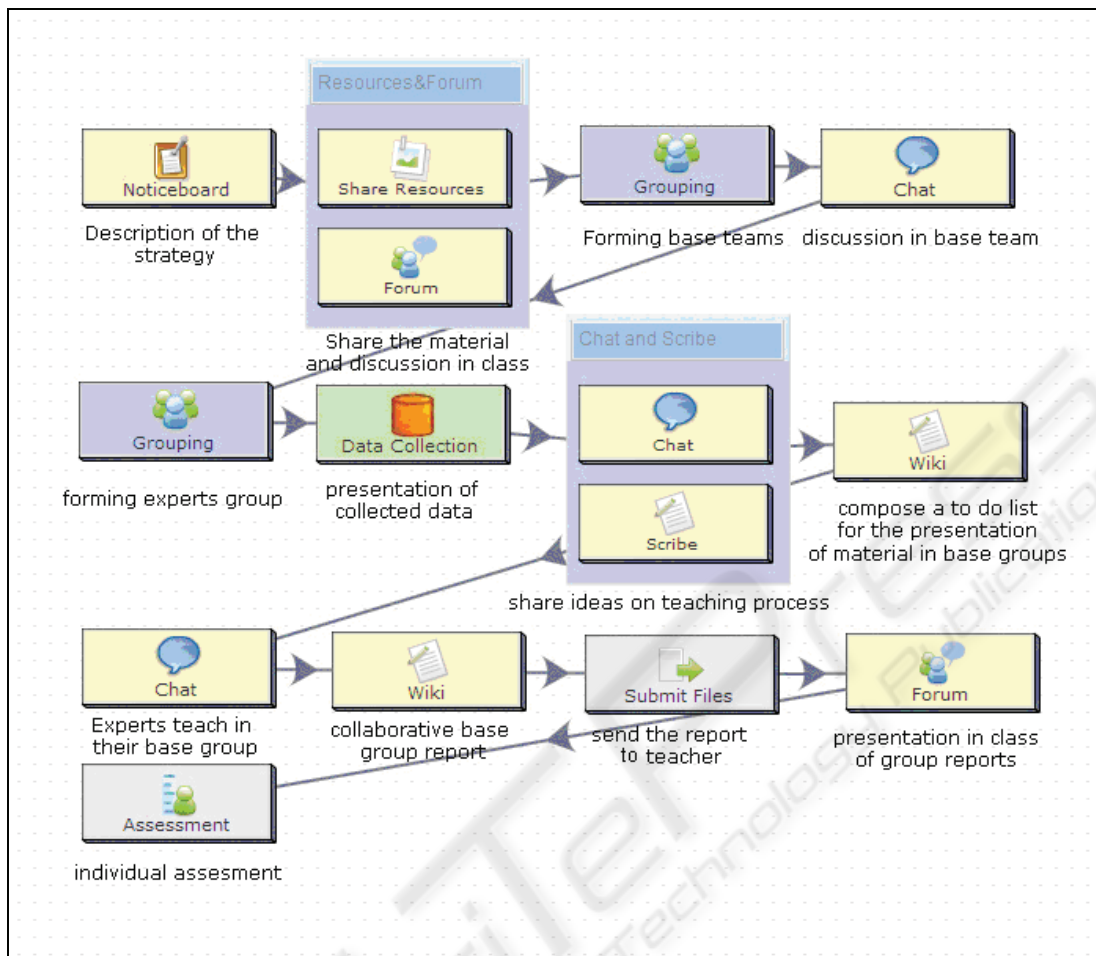 Resources&Forum
Noticeboard
Share Resources
Grouping
Chat
Description of the
strategy
Forum
Forming base teams
discussion in base team
Share the material
and discussion in class
Chat and Scribe
Grouping
Data Collection
Chat
Wiki
forming experts group
presentation of
collected data
Scribe
compose a to do list
for the presentation
of material in base groups
share ideas on teaching process
Chat
Wiki
Submit Files
Forum
Experts teach in
their base group
collaborative base
group report
send the report
to teacher
presentation in class
of group reports
Assessment
individual assesment